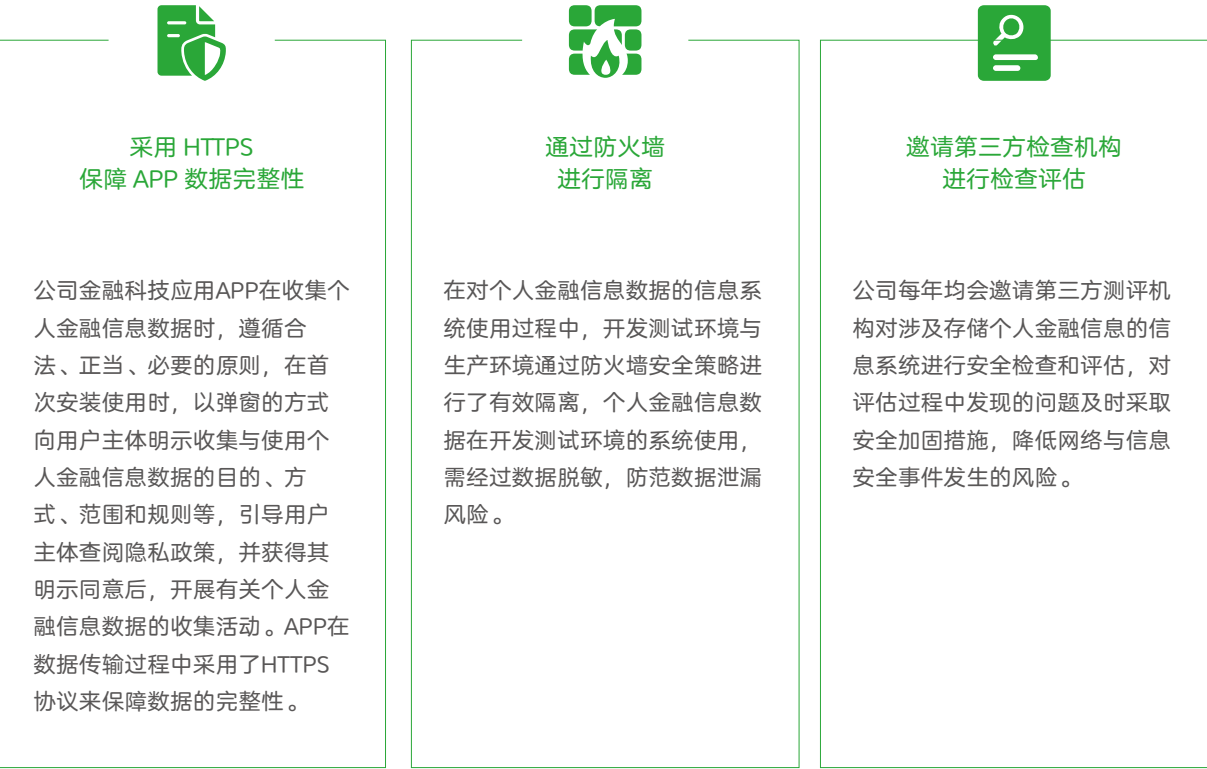 采用 HTTPS
保障 APP 数据完整性
公司金融科技应用APP在收集个
人金融信息数据时，遵循合
法、正当、必要的原则，在首
次安装使用时，以弹窗的方式
向用户主体明示收集与使用个
人金融信息数据的目的、方
式、范围和规则等，引导用户
主体查阅隐私政策，并获得其
明示同意后，开展有关个人金
融信息数据的收集活动。APP在
数据传输过程中采用了HTTPS
协议来保障数据的完整性。
通过防火墙
进行隔离
在对个人金融信息数据的信息系
统使用过程中，开发测试环境与
生产环境通过防火墙安全策略进
行了有效隔离，个人金融信息数
据在开发测试环境的系统使用，
需经过数据脱敏，防范数据泄漏
风险。
邀请第三方检查机构
进行检查评估
公司每年均会邀请第三方测评机
构对涉及存储个人金融信息的信
息系统进行安全检查和评估，对
评估过程中发现的问题及时采取
安全加固措施，降低网络与信息
安全事件发生的风险。